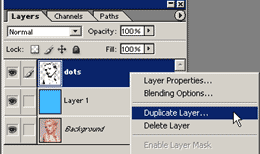 Layers Channels Paths
Normal Opacity: 100%
Lock: Fill: 100%
dots
Layer 1
Background
Layer Properties...
Blending Options...
Duplicate Layer...
Delete Layer
Enable Layer Mask